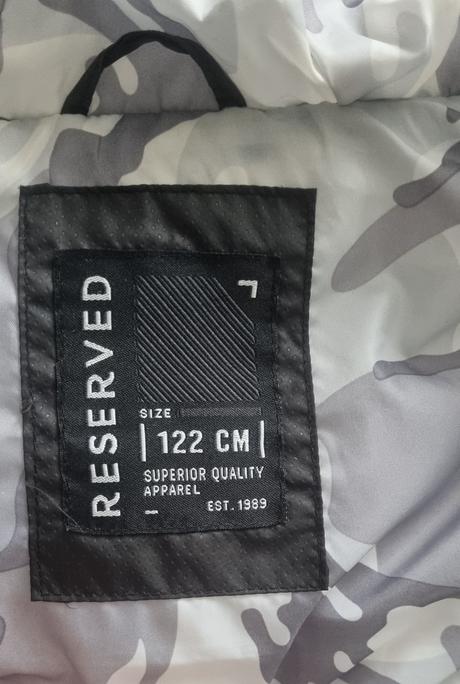 RESERVED
SIZE
122 CM
SUPERIOR QUALITY
APPAREL
EST. 1989